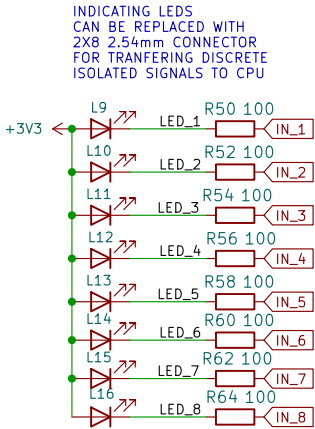 INDICATING LEDS
CAN BE REPLACED WITH
2X8 2.54mm CONNECTOR
FOR TRANFERING DISCRETE
ISOLATED SIGNALS TO CPU
L9 R50 100
+3V3 LED_1 IN_1
L10 R52 100
LED_2 IN_2
L11 R54 100
LED_3 IN_3
L12 R56 100
LED_4 IN_4
L13 R58 100
LED_5 IN_5
L14 R60 100
LED_6 IN_6
L15 R62 100
LED_7 IN_7
L16 R64 100
LED_8 IN_8